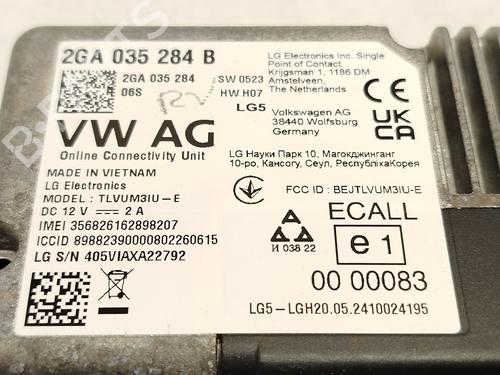 2GA 035 284 B
2GA 035 284
06S
SW 0523
HW H07
LG5
LG Electronics Inc. Single
Point of Contact
Krijgsman 1, 1186 DM
Amstelveen,
The Netherlands
CE
VW AG
Online Connectivity Unit
Volkswagen AG
38440 Wolfsburg
Germany
UK
CA
MADE IN VIETNAM
LG Electronics
MODEL : TLVUM3IU-E
DC 12 V 2 A
IMEI 356826162898207
ICCID 89882390000802260615
LG S/N 405VIAXA22792
LG Науки Парк 10, Магокджинганг
10-ро, Кансогу, Сеул, РеспубликаКорея
FCC ID : BEJTLVUM3IU-E
И 038 22
ECALL
e 1
00 00083
LG5-LGH20.05.2410024195